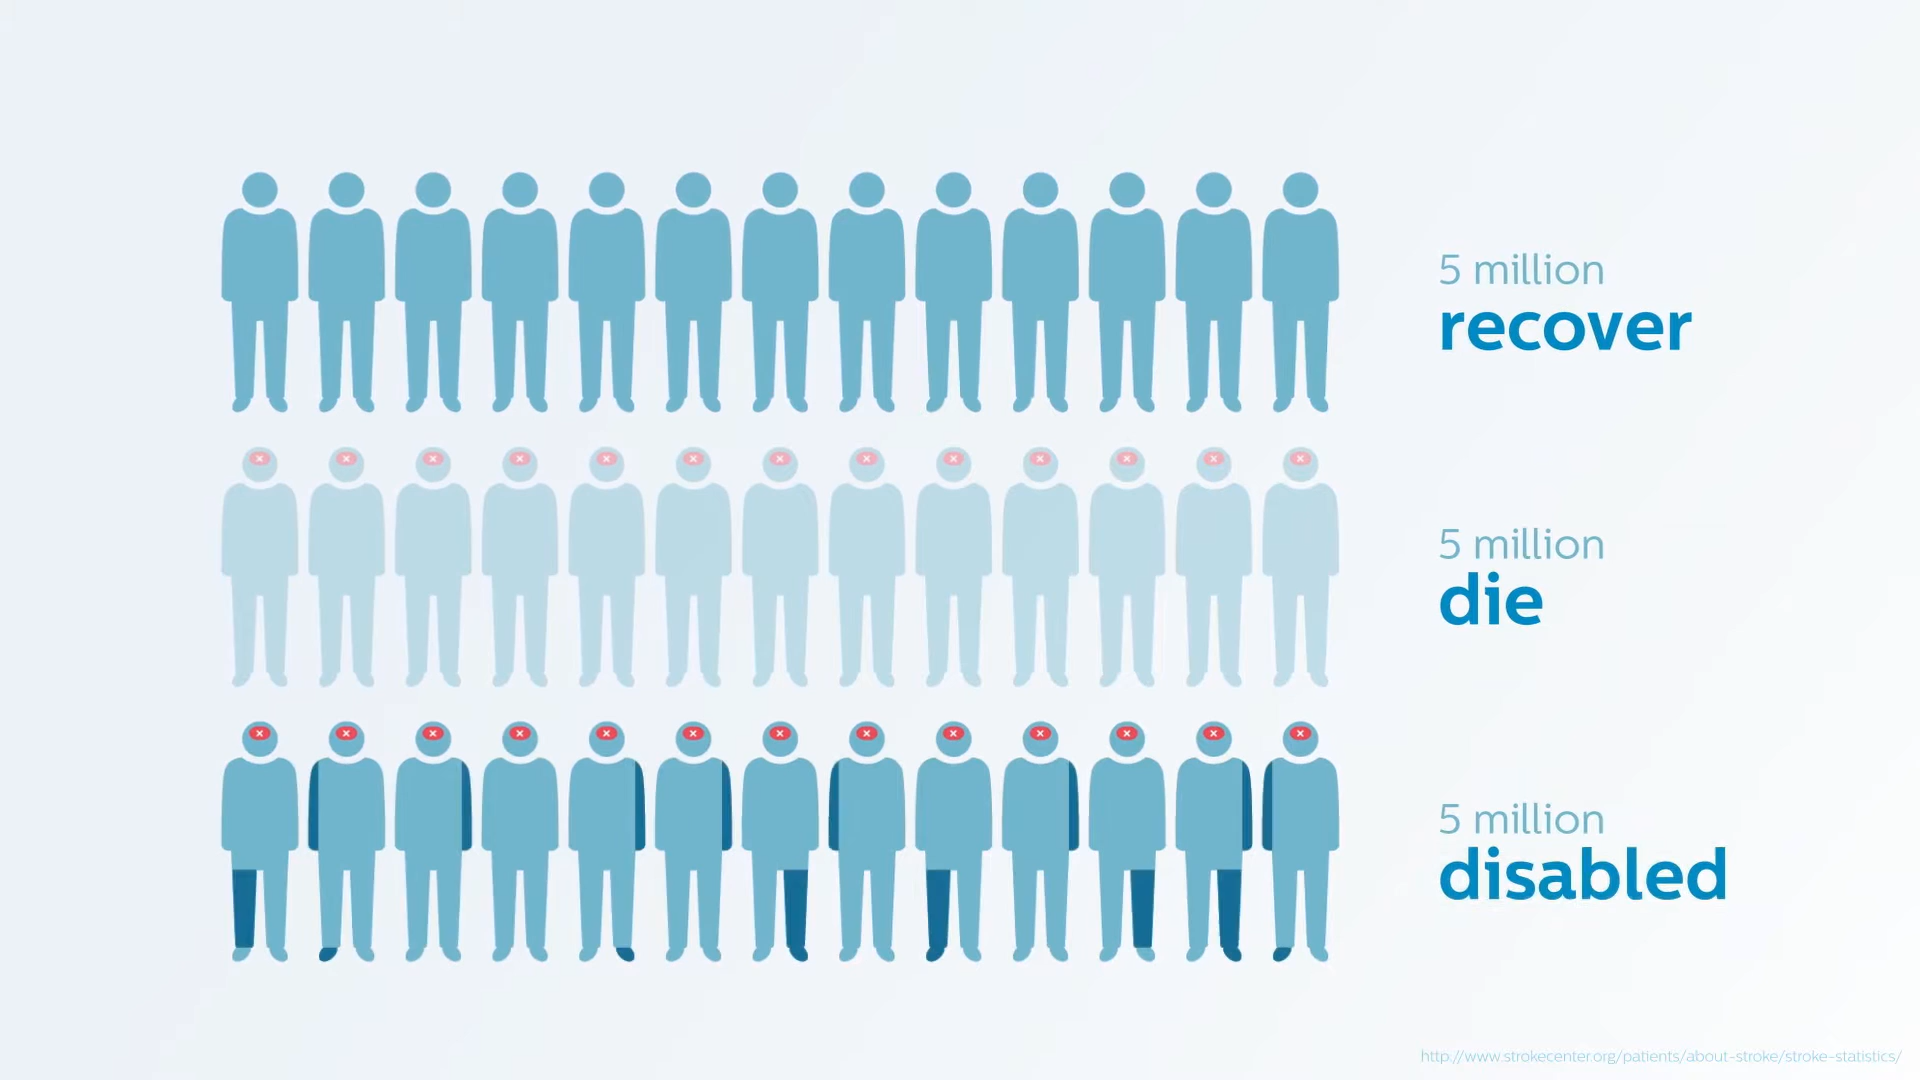 5 million
recover
5 million
die
5 million
disabled
http://www.strokecenter.org/patients/about-stroke/stroke-statistics/